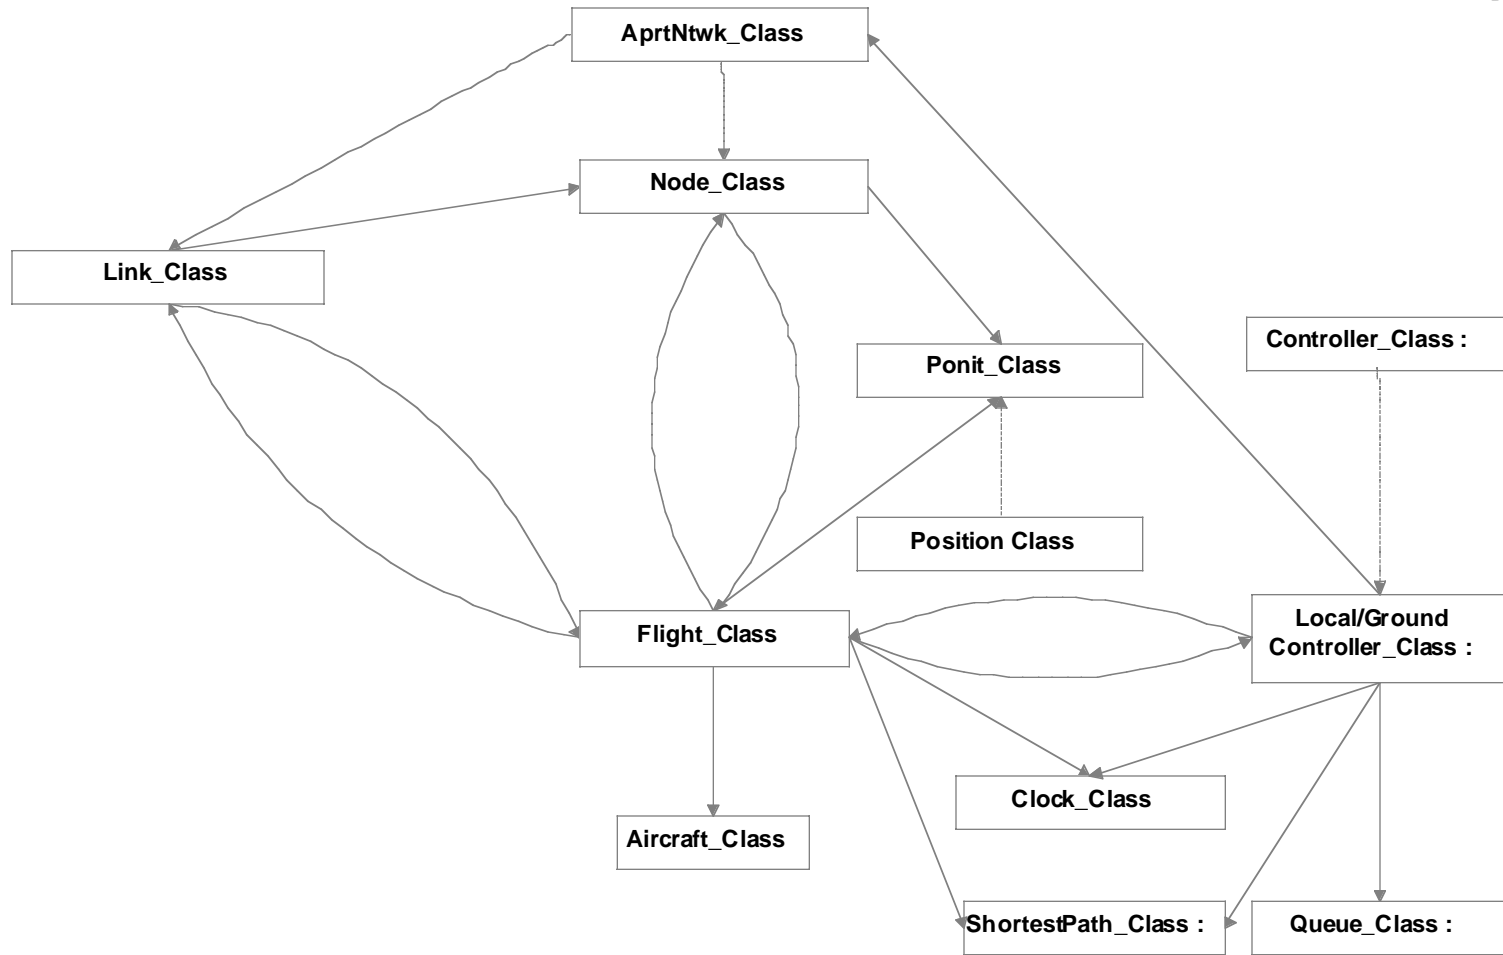 AprtNtwk_Class
Node_Class
Link_Class
Controller_Class :
Ponit_Class
Position Class
Local/Ground
Controller_Class :
Flight_Class
Clock_Class
Aircraft_Class
ShortestPath_Class :
Queue_Class :